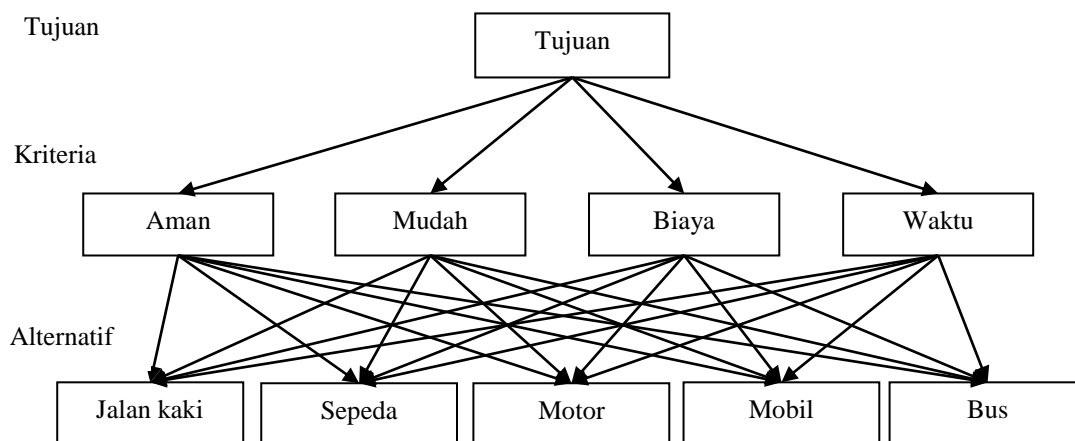 Tujuan
Tujuan
Kriteria
Aman
Mudah
Biaya
Waktu
Alternatif
Jalan kaki
Sepeda
Motor
Mobil
Bus